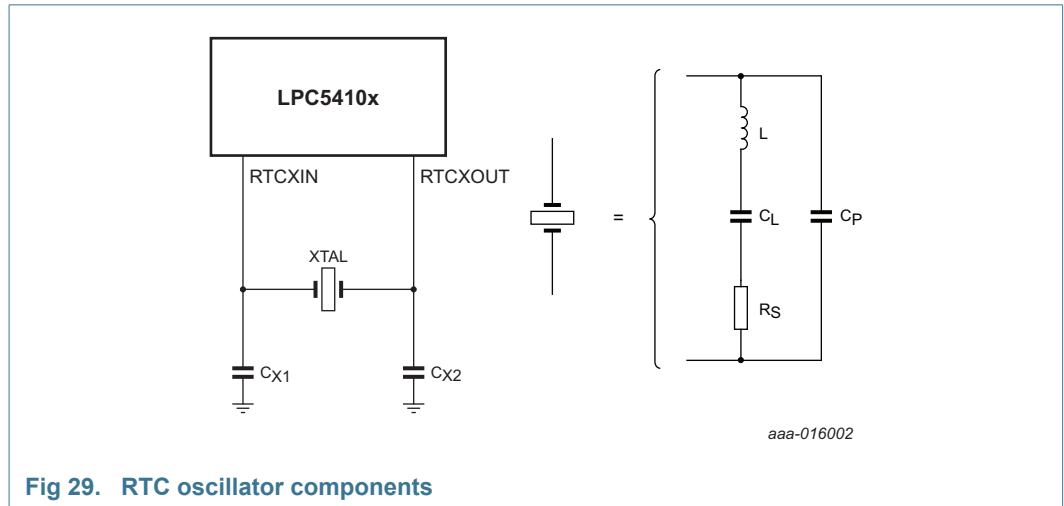 LPC5410x
RTCXIN
RTCXOUT
XTAL
CX1
CX2
=
L
CL
CP
RS
aaa-016002
Fig 29. RTC oscillator components